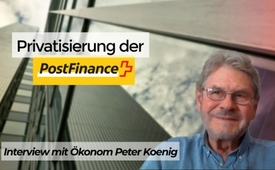 Privatisierung der
PostFinance
Interview mit Ökonom Peter Koenig